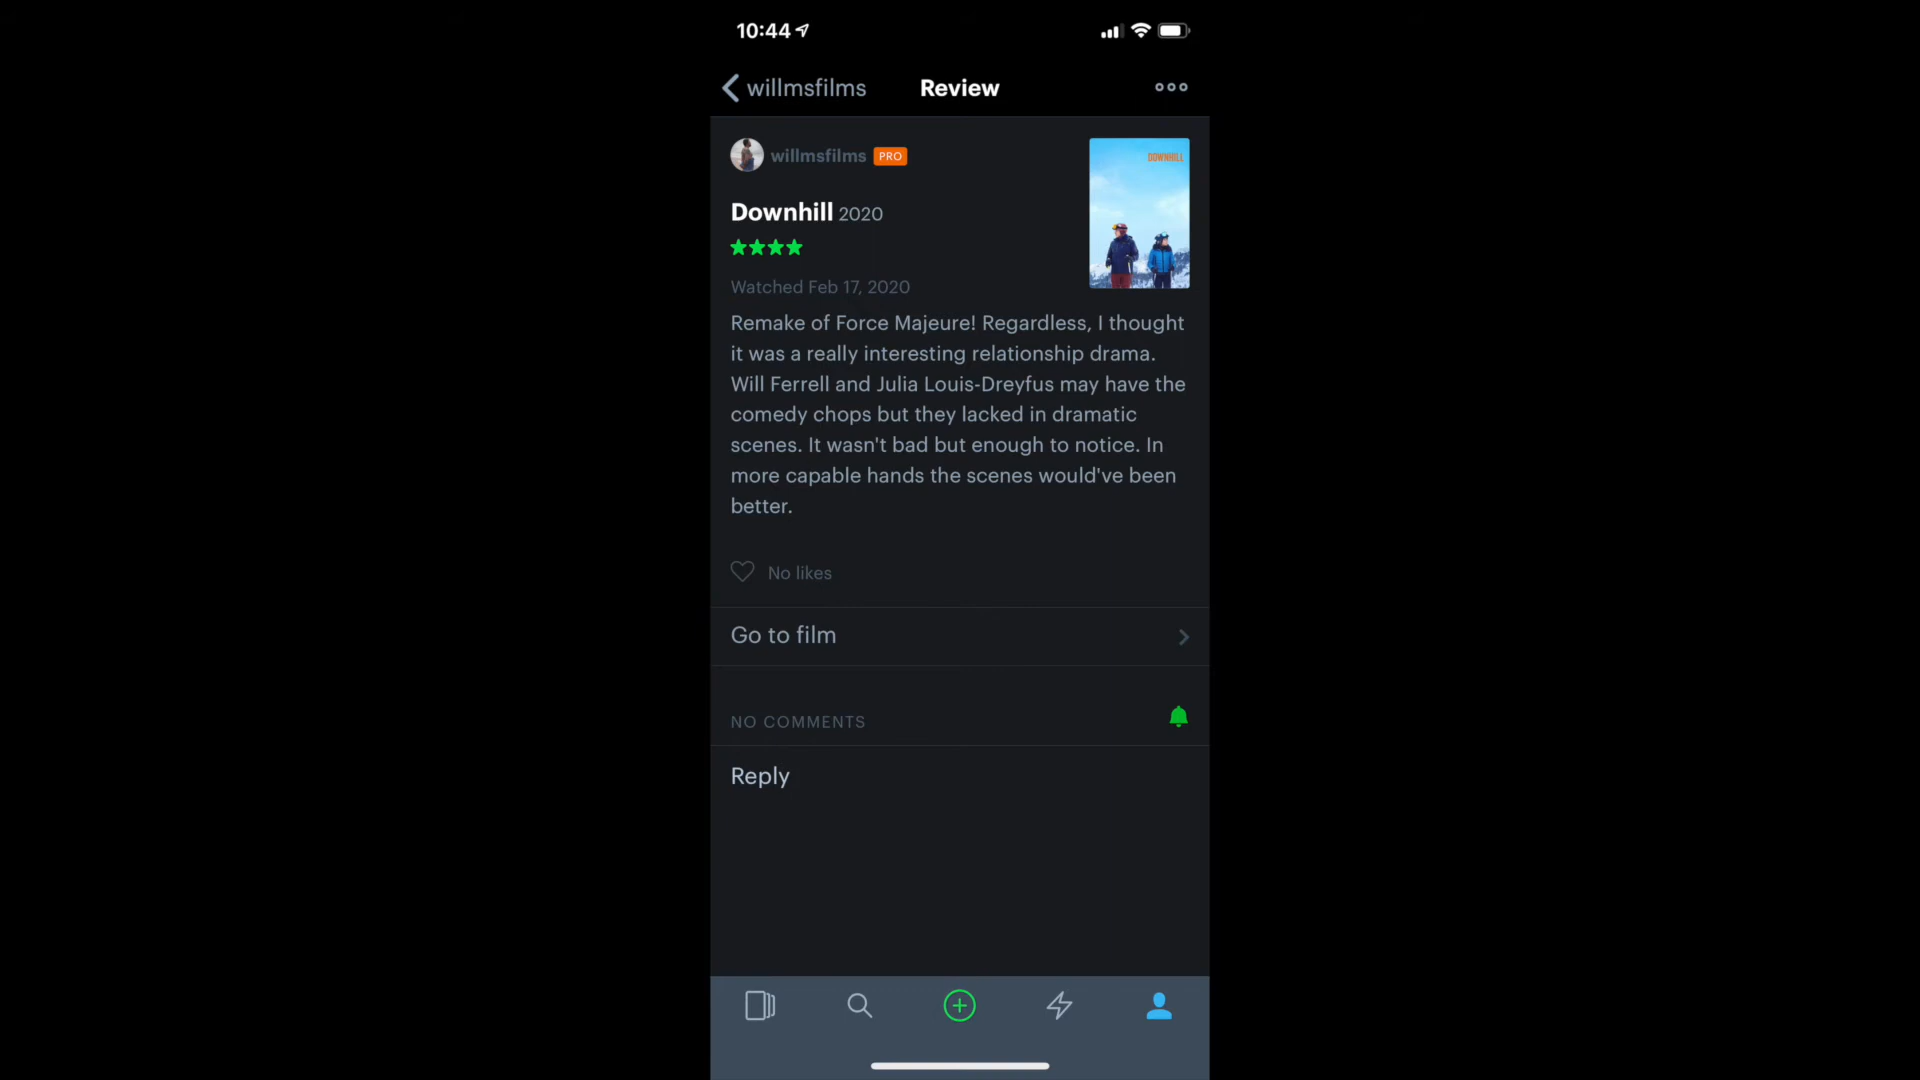 10:44
willmsfilms
Review
willmsfilms PRO
DOWNHILL
Downhill 2020
Watched Feb 17, 2020
Remake of Force Majeure! Regardless, I thought
it was a really interesting relationship drama.
Will Ferrell and Julia Louis-Dreyfus may have the
comedy chops but they lacked in dramatic
scenes. It wasn't bad but enough to notice. In
more capable hands the scenes would've been
better.
No likes
Go to film
NO COMMENTS
Reply